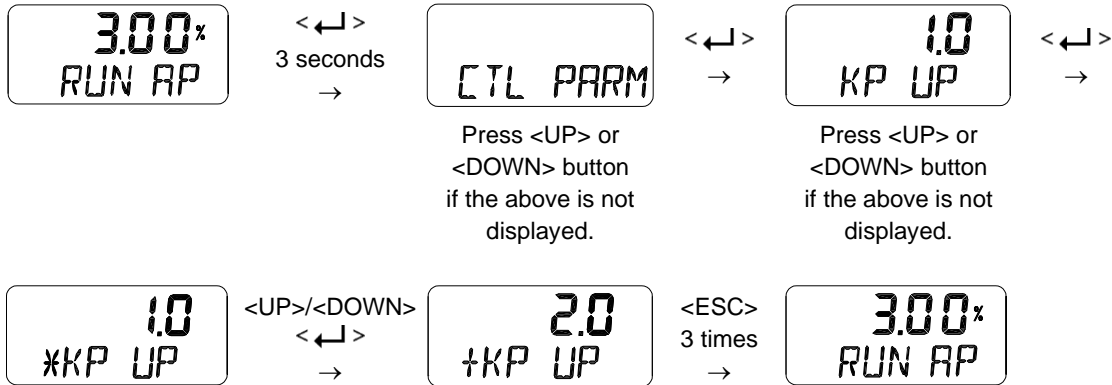 3.00%
RUN AP
< ↵ >
3 seconds
→
CTL PARM
Press <UP> or
<DOWN> button
if the above is not
displayed.
< ↵ >
→
1.0
KP UP
Press <UP> or
<DOWN> button
if the above is not
displayed.
< ↵ >
→
1.0
*KP UP
<UP>/<DOWN>
< ↵ >
→
2.0
+KP UP
<ESC>
3 times
→
3.00%
RUN AP